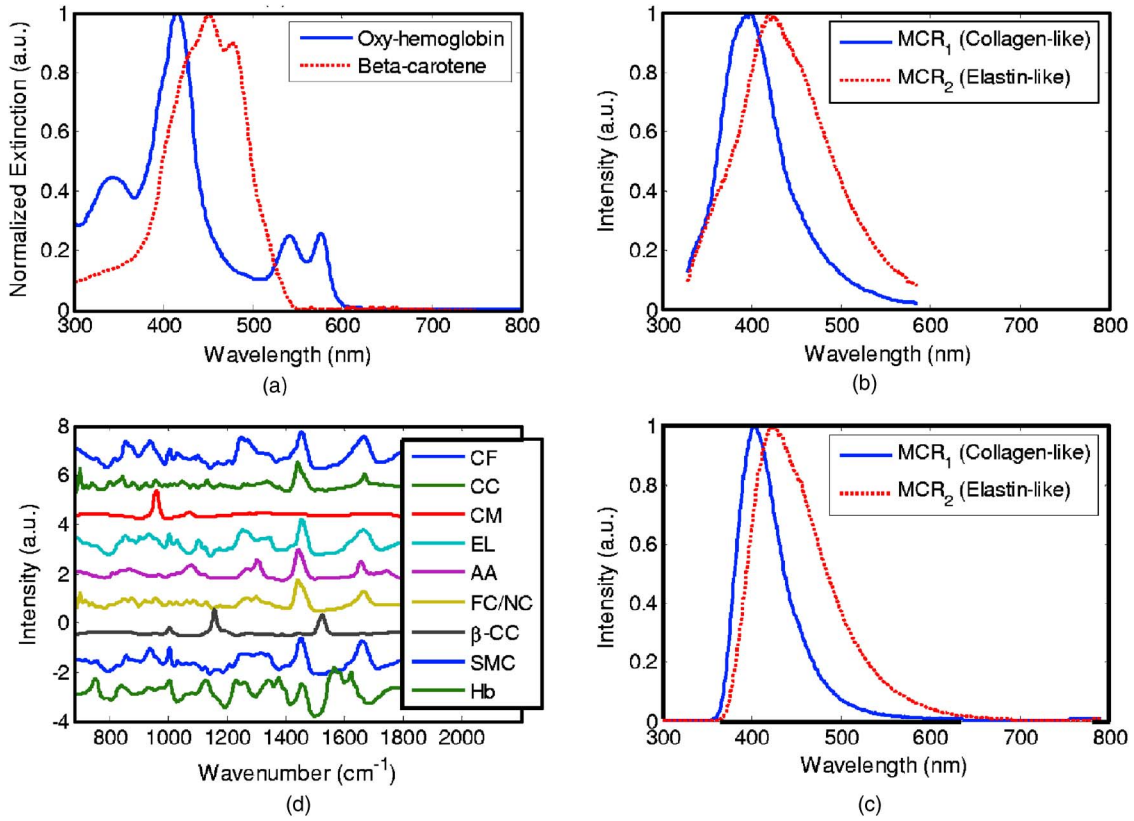 Normalized Extinction (a.u.)
1
0.8
0.6
0.4
0.2
0
Oxy-hemoglobin
Beta-carotene
300 400 500 600 700 800
Wavelength (nm)
(a)
Intensity (a.u.)
1
0.8
0.6
0.4
0.2
0
MCR1 (Collagen-like)
MCR2 (Elastin-like)
300 400 500 600 700 800
Wavelength (nm)
(b)
Intensity (a.u.)
8
6
4
2
0
-2
-4
CF
CC
CM
EL
AA
FC/NC
β-CC
SMC
Hb
800 1000 1200 1400 1600 1800 2000
Wavenumber (cm-1)
(d)
Intensity (a.u.)
1
0.8
0.6
0.4
0.2
0
MCR1 (Collagen-like)
MCR2 (Elastin-like)
300 400 500 600 700 800
Wavelength (nm)
(c)